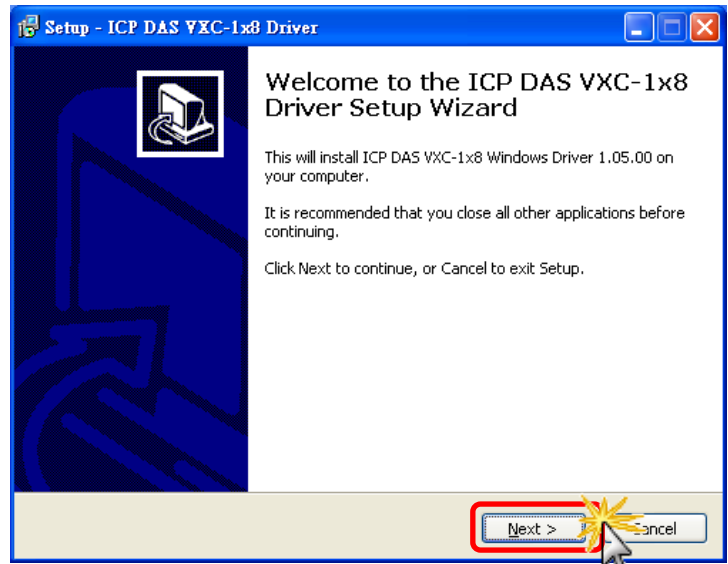 Setup - ICP DAS VXC-1x8 Driver
Welcome to the ICP DAS VXC-1x8
Driver Setup Wizard
This will install ICP DAS VXC-1x8 Windows Driver 1.05.00 on
your computer.
It is recommended that you close all other applications before
continuing.
Click Next to continue, or Cancel to exit Setup.
Next >
Cancel